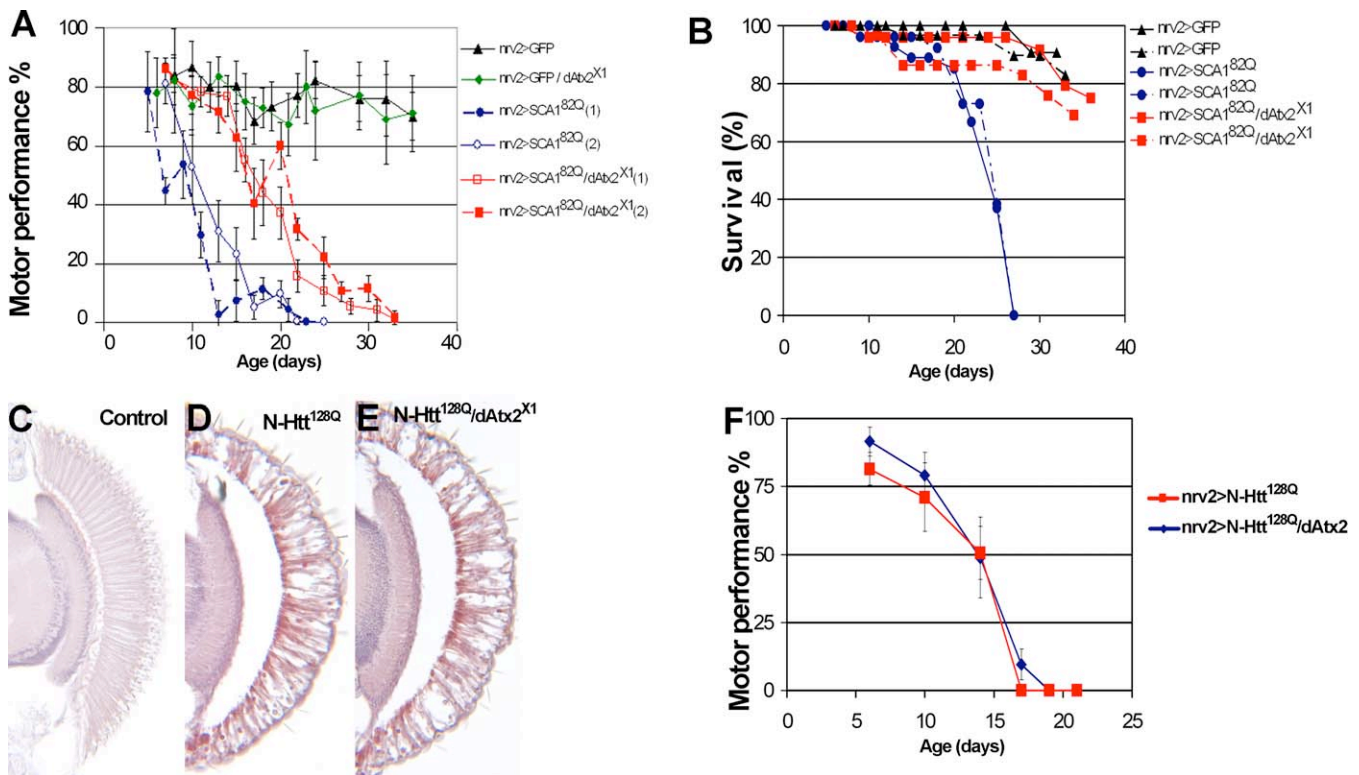 A
Motor performance %
100
80
60
40
20
0
0 10 20 30 40
Age (days)
nrv2>GFP
nrv2>GFP/dAtx2X1
nrv2>SCA182Q(1)
nrv2>SCA182Q(2)
nrv2>SCA182Q/dAtx2X1(1)
nrv2>SCA182Q/dAtx2X1(2)
B
Survival (%)
100
80
60
40
20
0
0 10 20 30 40
Age (days)
nrv2>GFP
nrv2>GFP
nrv2>SCA182Q
nrv2>SCA182Q
nrv2>SCA182Q/dAtx2X1
nrv2>SCA182Q/dAtx2X1
C Control
D N-Htt128Q
E N-Htt128Q/dAtx2X1
F
Motor performance %
100
75
50
25
0
0 5 10 15 20 25
Age (days)
nrv2>N-Htt128Q
nrv2>N-Htt128Q/dAtx2